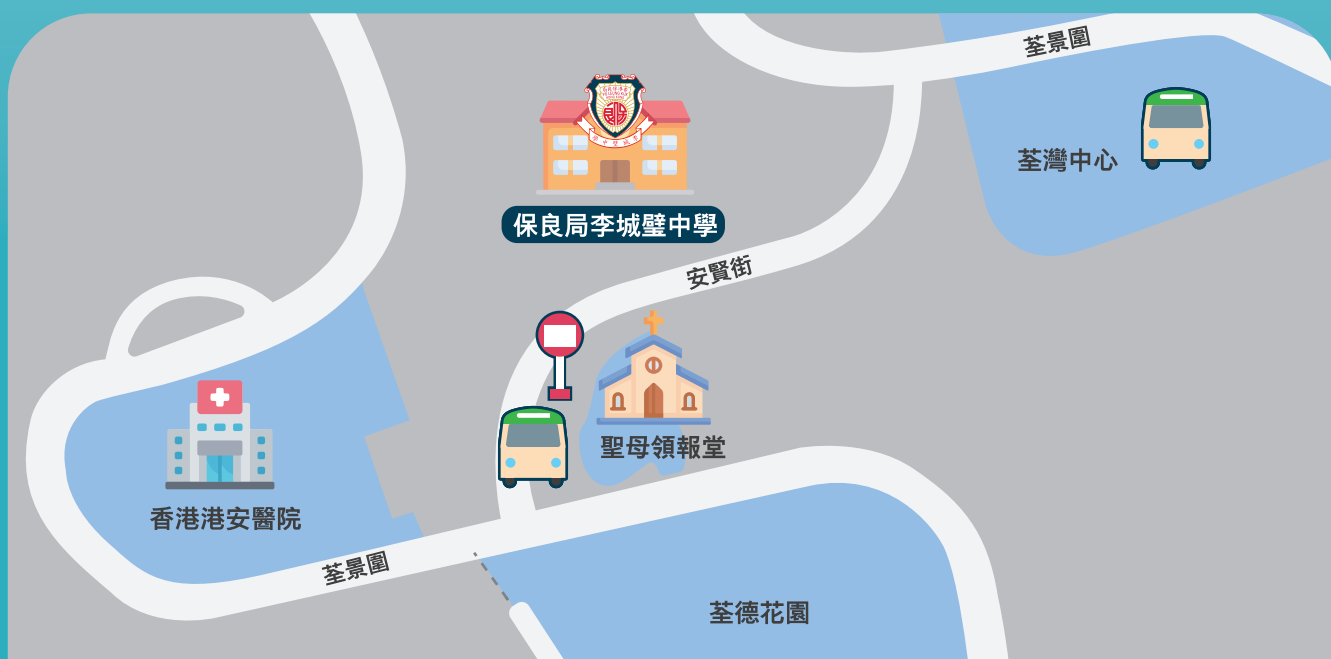 荃景圍
荃灣中心
保良局李城璧中學
安賢街
聖母領報堂
香港港安醫院
荃景圍
荃德花園